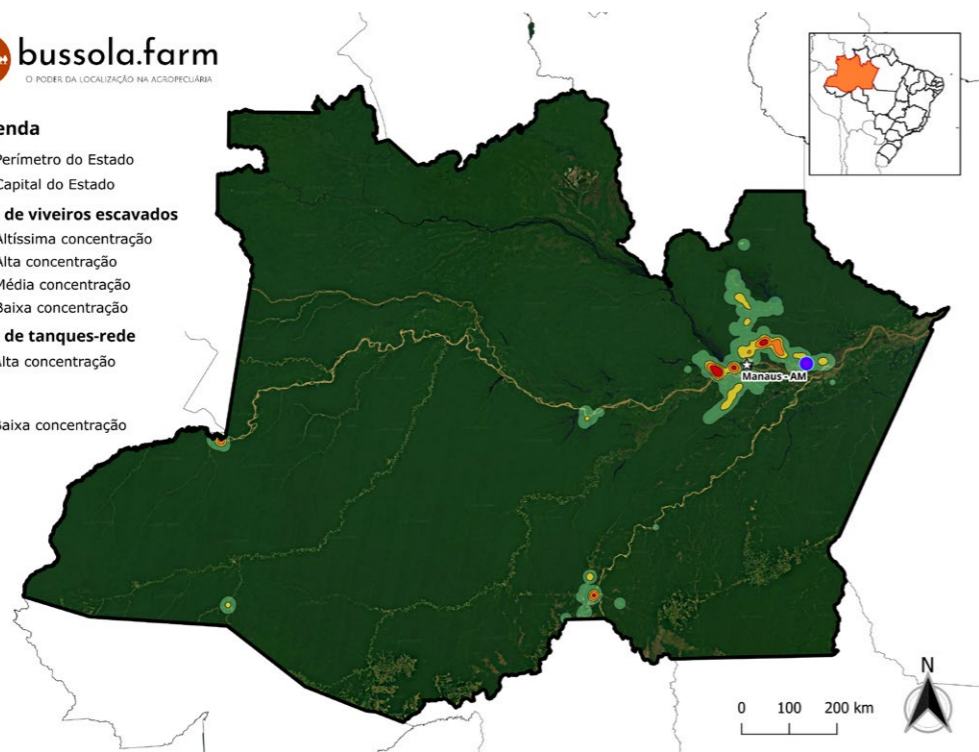 bussola.farm
O PODER DA LOCALIZAÇÃO NA AGROPECUÁRIA
enda
Perímetro do Estado
Capital do Estado
de viveiros escavados
Altíssima concentração
Alta concentração
Média concentração
Baixa concentração
de tanques-rede
Alta concentração
Baixa concentração
Manaus - AM
N
0 100 200 km